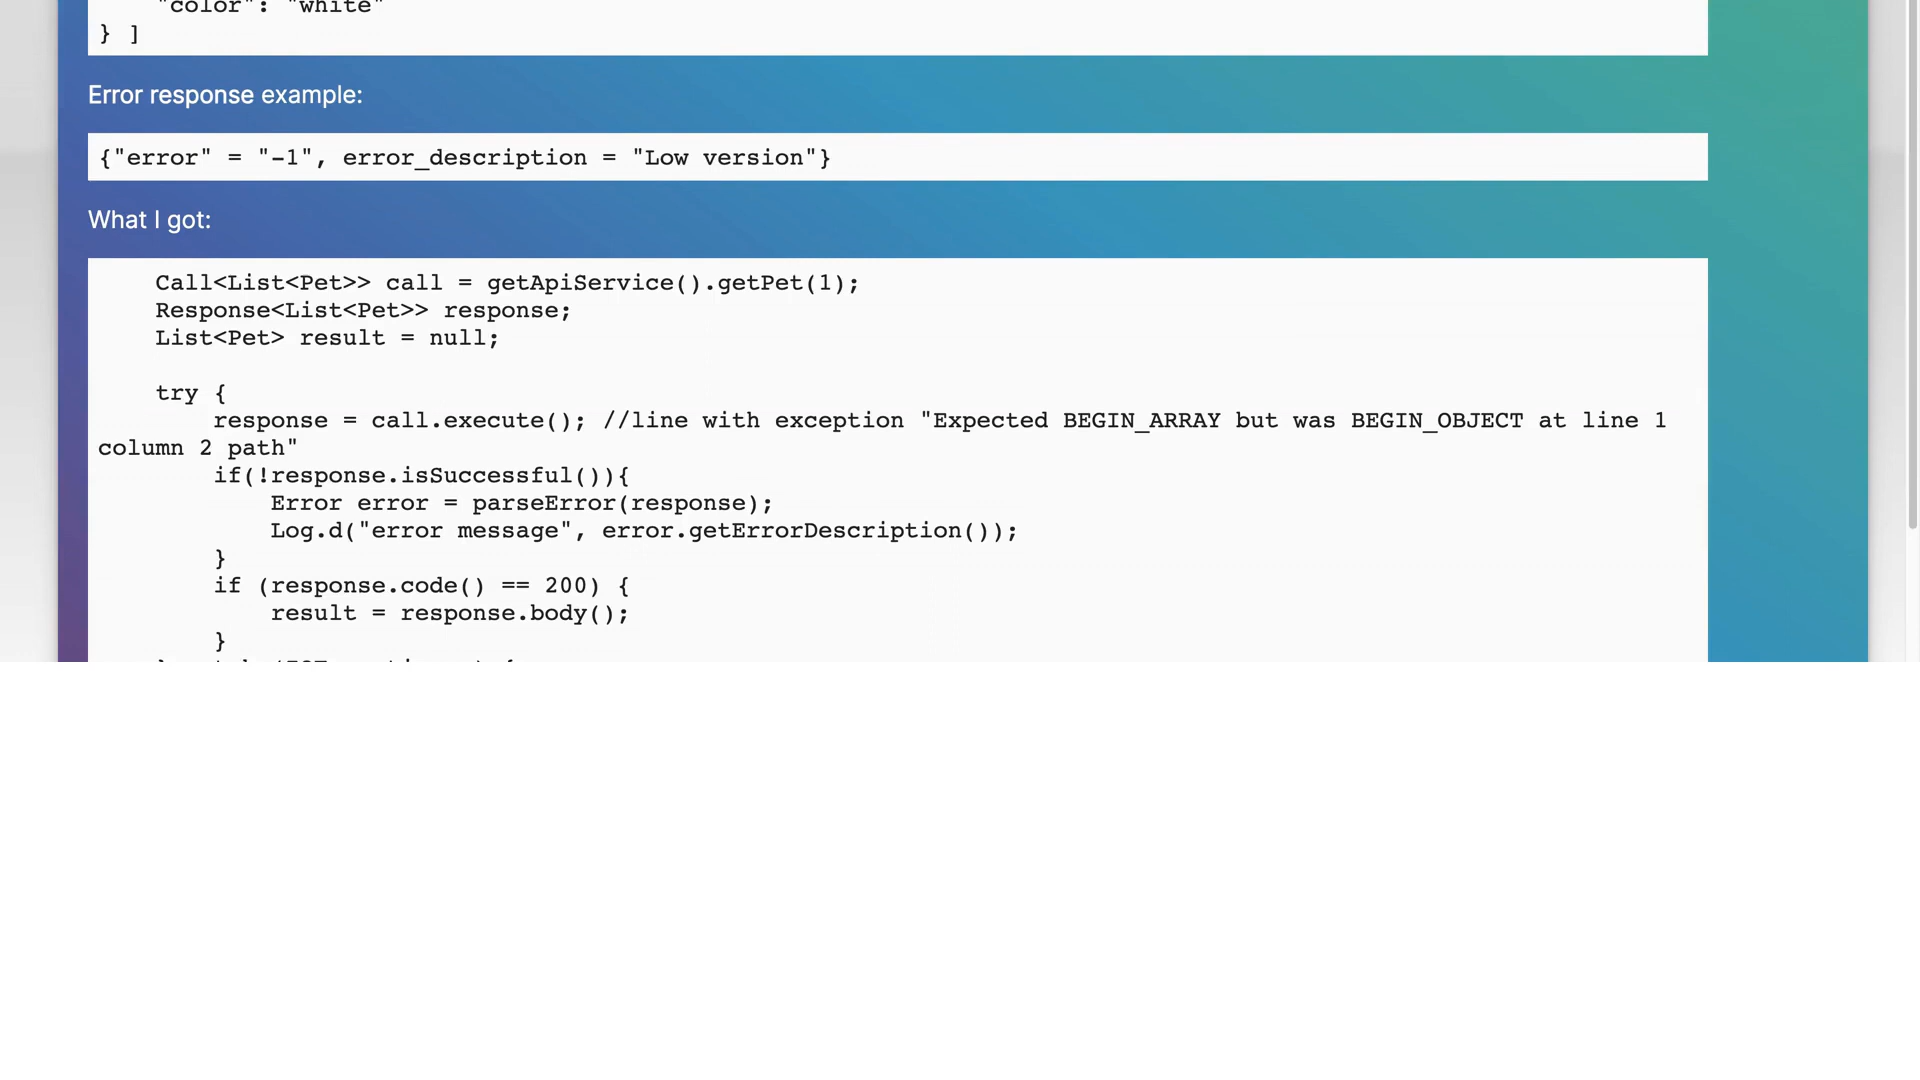 "color": "white"
} ]
Error response example:
{"error" = "-1", error_description = "Low version"}
What I got:
Call<List<Pet>> call = getApiService().getPet(1);
Response<List<Pet>> response;
List<Pet> result = null;
try {
response = call.execute(); //line with exception "Expected BEGIN_ARRAY but was BEGIN_OBJECT at line 1
column 2 path"
if(!response.isSuccessful()){
Error error = parseError(response);
Log.d("error message", error.getErrorDescription());
}
if (response.code() == 200) {
result = response.body();
}